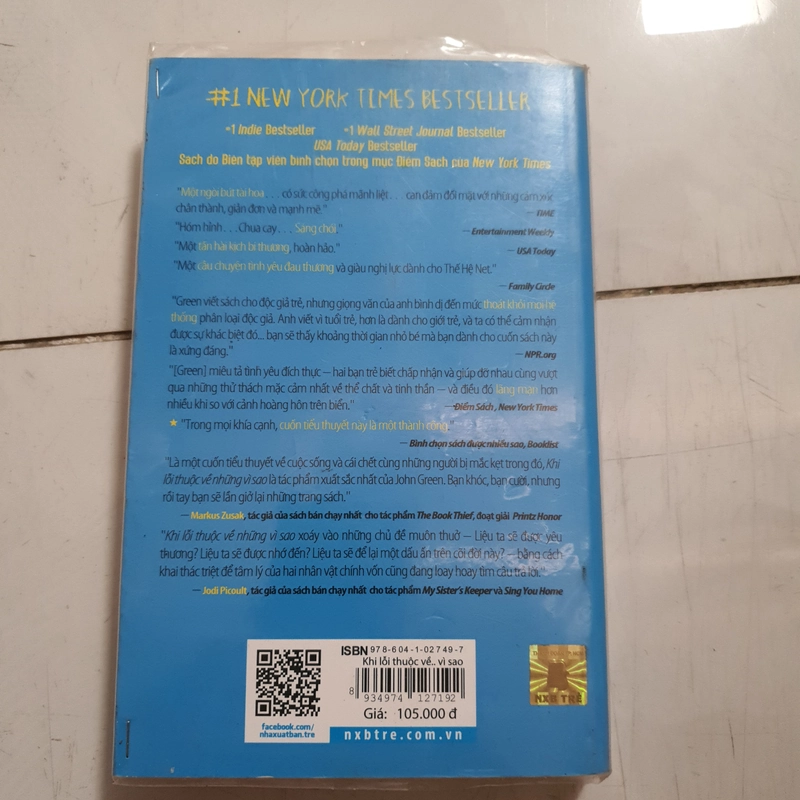 #1 NEW YORK TIMES BESTSELLER
#1 Indie Bestseller #1 Wall Street Journal Bestseller
USA Today Bestseller
Sách do Biên tập viên bình chọn trong mục Điểm Sách của New York Times
"Một ngòi bút tài hoa . . . có sức công phá mãnh liệt . . . can đảm đối mặt với những cảm xúc
chân thành, giản đơn và mạnh mẽ."
— TIME
"Hóm hỉnh . . . Chua cay . . . Sáng chói."
— Entertainment Weekly
"Một tấn hài kịch bi thương, hoàn hảo."
— USA Today
"Một câu chuyện tình yêu đau thương và giàu nghị lực dành cho Thế Hệ Net."
— Family Circle
"Green viết sách cho độc giả trẻ, nhưng giọng văn của anh bình dị đến mức thoát khỏi mọi hệ
thống phân loại độc giả. Anh viết vì tuổi trẻ, hơn là dành cho giới trẻ, và ta có thể cảm nhận
được sự khác biệt đó... bạn sẽ thấy khoảng thời gian nhỏ bé mà bạn dành cho cuốn sách này
là xứng đáng."
— NPR.org
"[Green] miêu tả tình yêu đích thực – hai bạn trẻ biết chấp nhận và giúp đỡ nhau cùng vượt
qua những thử thách mặc cảm nhất về thể chất và tinh thần – và điều đó lãng mạn hơn
nhiều khi so với cảnh hoàng hôn trên biển."
— Điểm Sách, New York Times
★ "Trong mọi khía cạnh, cuốn tiểu thuyết này là một thành công."
— Bình chọn sách được nhiều sao, Booklist
"Là một cuốn tiểu thuyết về cuộc sống và cái chết cùng những người bị mắc kẹt trong đó, Khi
lỗi thuộc về những vì sao là tác phẩm xuất sắc nhất của John Green. Bạn khóc, bạn cười, nhưng
rồi tay bạn sẽ lần giở lại những trang sách."
— Markus Zusak, tác giả của sách bán chạy nhất cho tác phẩm The Book Thief, đoạt giải Printz Honor
"Khi lỗi thuộc về những vì sao xoáy vào những chủ đề muôn thuở – Liệu ta sẽ được yêu
thương? Liệu ta sẽ được nhớ đến? Liệu ta sẽ để lại một dấu ấn trên cõi đời này? – bằng cách
khai thác triệt để tâm lý của hai nhân vật chính vốn cũng đang loay hoay tìm câu trả lời."
— Jodi Picoult, tác giả của sách bán chạy nhất cho tác phẩm My Sister's Keeper và Sing You Home
ISBN 978-604-1-02749-7
Khi lỗi thuộc về.. vì sao
8 934974 127192
Giá: 105.000 đ
facebook.com/
nhaxuatban.tre
nxbtre.com.vn
NXB TRẺ